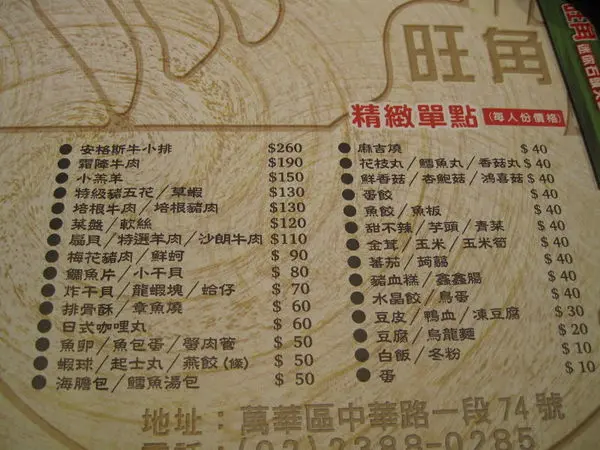 旺角
精緻單點 (每人份價格)
安格斯牛小排 $260
霜降牛肉 $190
小羔羊 $150
特級豬五花/草蝦 $130
培根牛肉/培根豬肉 $130
菜盤/軟絲 $120
扇貝/特選羊肉/沙朗牛肉 $110
梅花豬肉/鮮蚵 $ 90
鯛魚片/小干貝 $ 80
炸干貝/龍蝦塊/蛤仔 $ 70
排骨酥/章魚燒 $ 60
日式咖哩丸 $ 60
魚卵/魚包蛋/蟹肉管 $ 50
蝦球/起士丸/燕餃(條) $ 50
海膽包/鱈魚湯包 $ 50
麻吉燒 $ 40
花枝丸/鱈魚丸/香菇丸 $ 40
鮮香菇/杏鮑菇/鴻喜菇 $ 40
蛋餃 $ 40
魚餃/魚板 $ 40
甜不辣/芋頭/青菜 $ 40
金茸/玉米/玉米筍 $ 40
蕃茄/蒟蒻 $ 40
豬血糕/鑫鑫腸 $ 40
水晶餃/鳥蛋 $ 40
豆皮/鴨血/凍豆腐 $ 30
豆腐/烏龍麵 $ 20
白飯/冬粉 $ 10
蛋 $ 10
地址:萬華區中華路一段74號
電話:(02)2388-0285